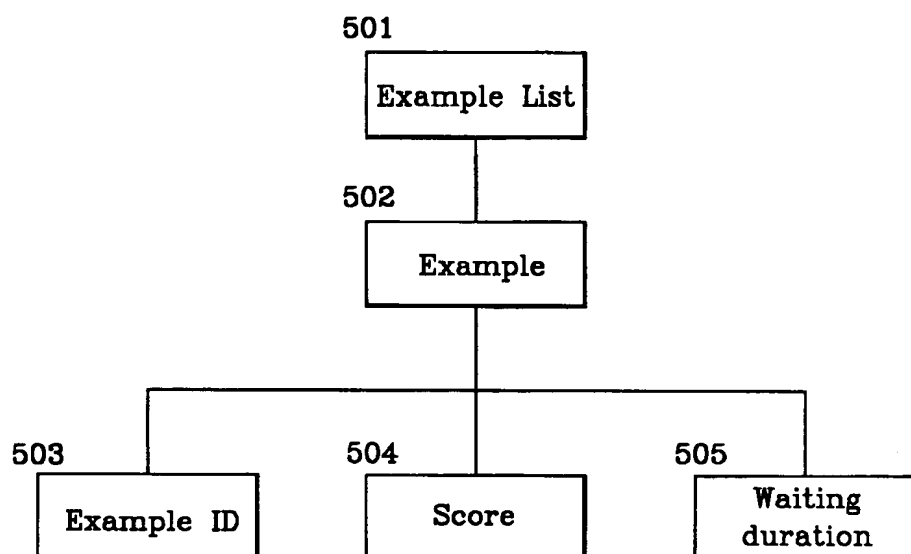 501
Example List
502
Example
503
504
505
Example ID
Score
Waiting
duration